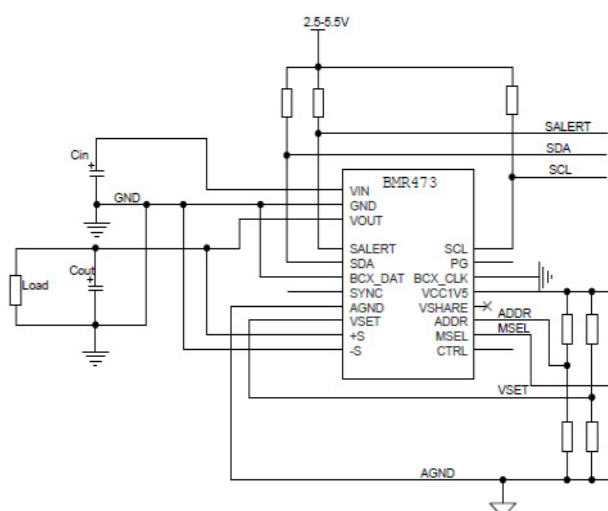 2.5-5.5V
SALERT
SDA
SCL
Cin
GND
BMR473
VIN
GND
VOUT
SALERT
SDA
BCX_DAT
SYNC
AGND
VSET
+S
-S
SCL
PG
BCX_CLK
VCC1V5
VSHARE
ADDR
MSEL
CTRL
Load
Cout
ADDR
MSEL
VSET
AGND